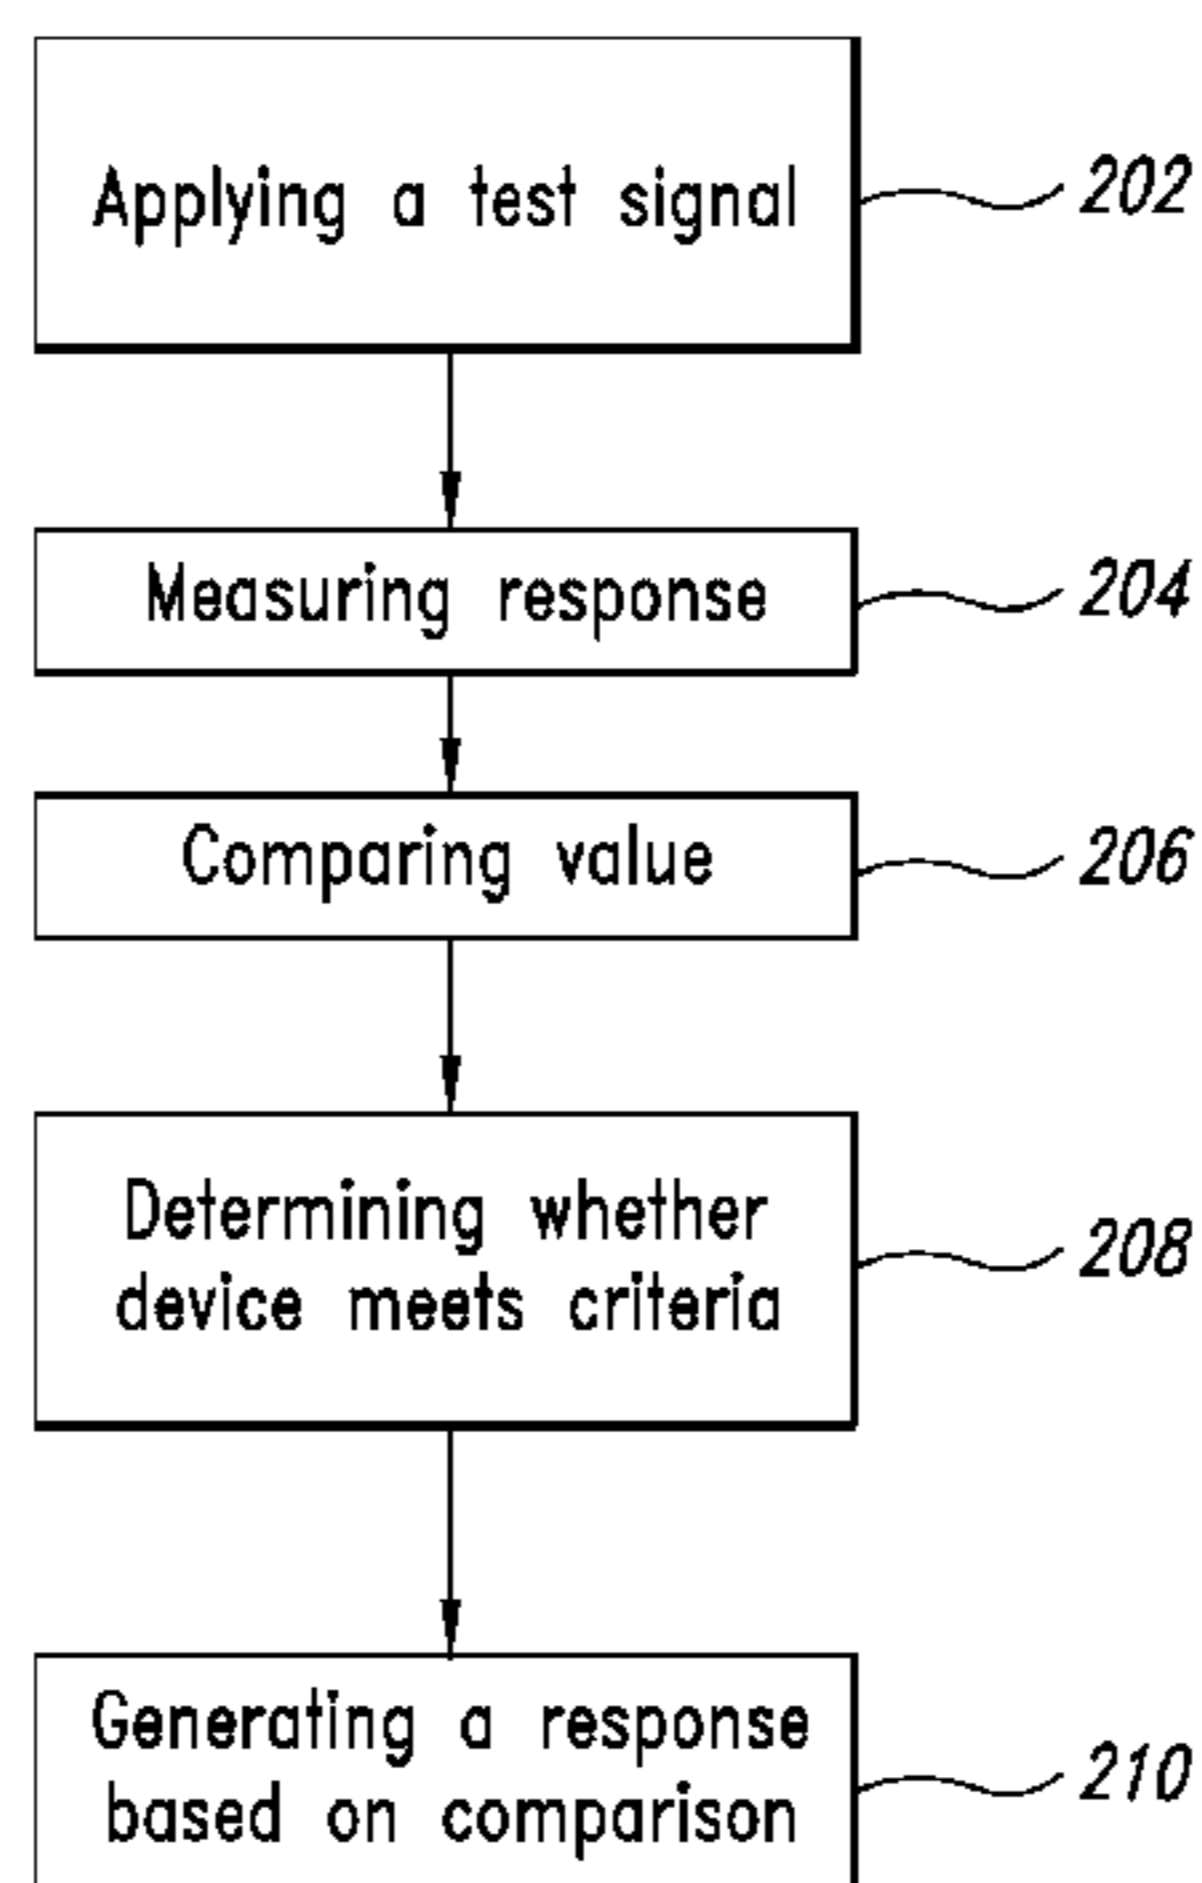 Applying a test signal
202
Measuring response
204
Comparing value
206
Determining whether
device meets criteria
208
Generating a response
based on comparison
210